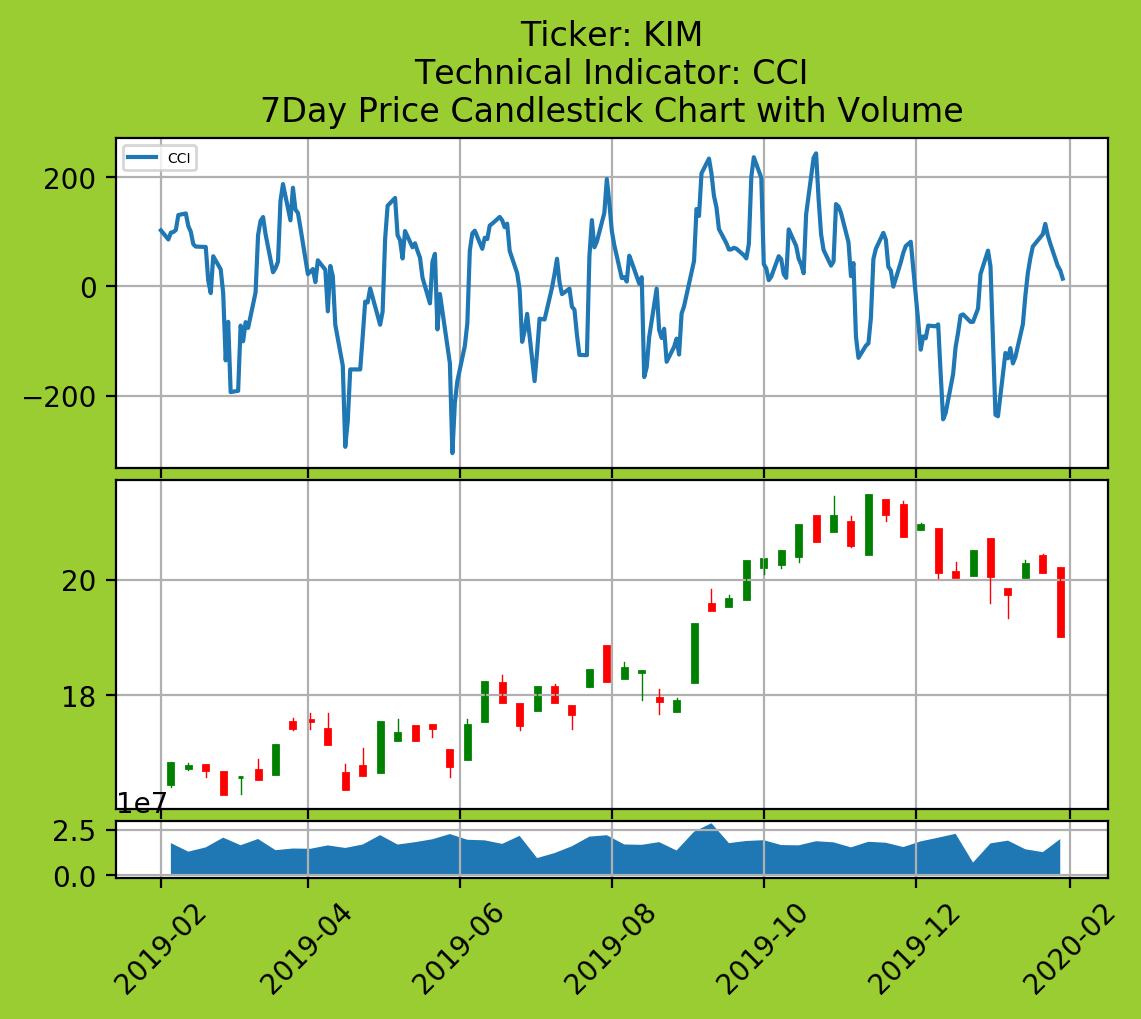 Ticker: KIM
Technical Indicator: CCI
7Day Price Candlestick Chart with Volume
CCI
200
0
−200
20
18
1e7
2.5
0.0
2019-02
2019-04
2019-06
2019-08
2019-10
2019-12
2020-02